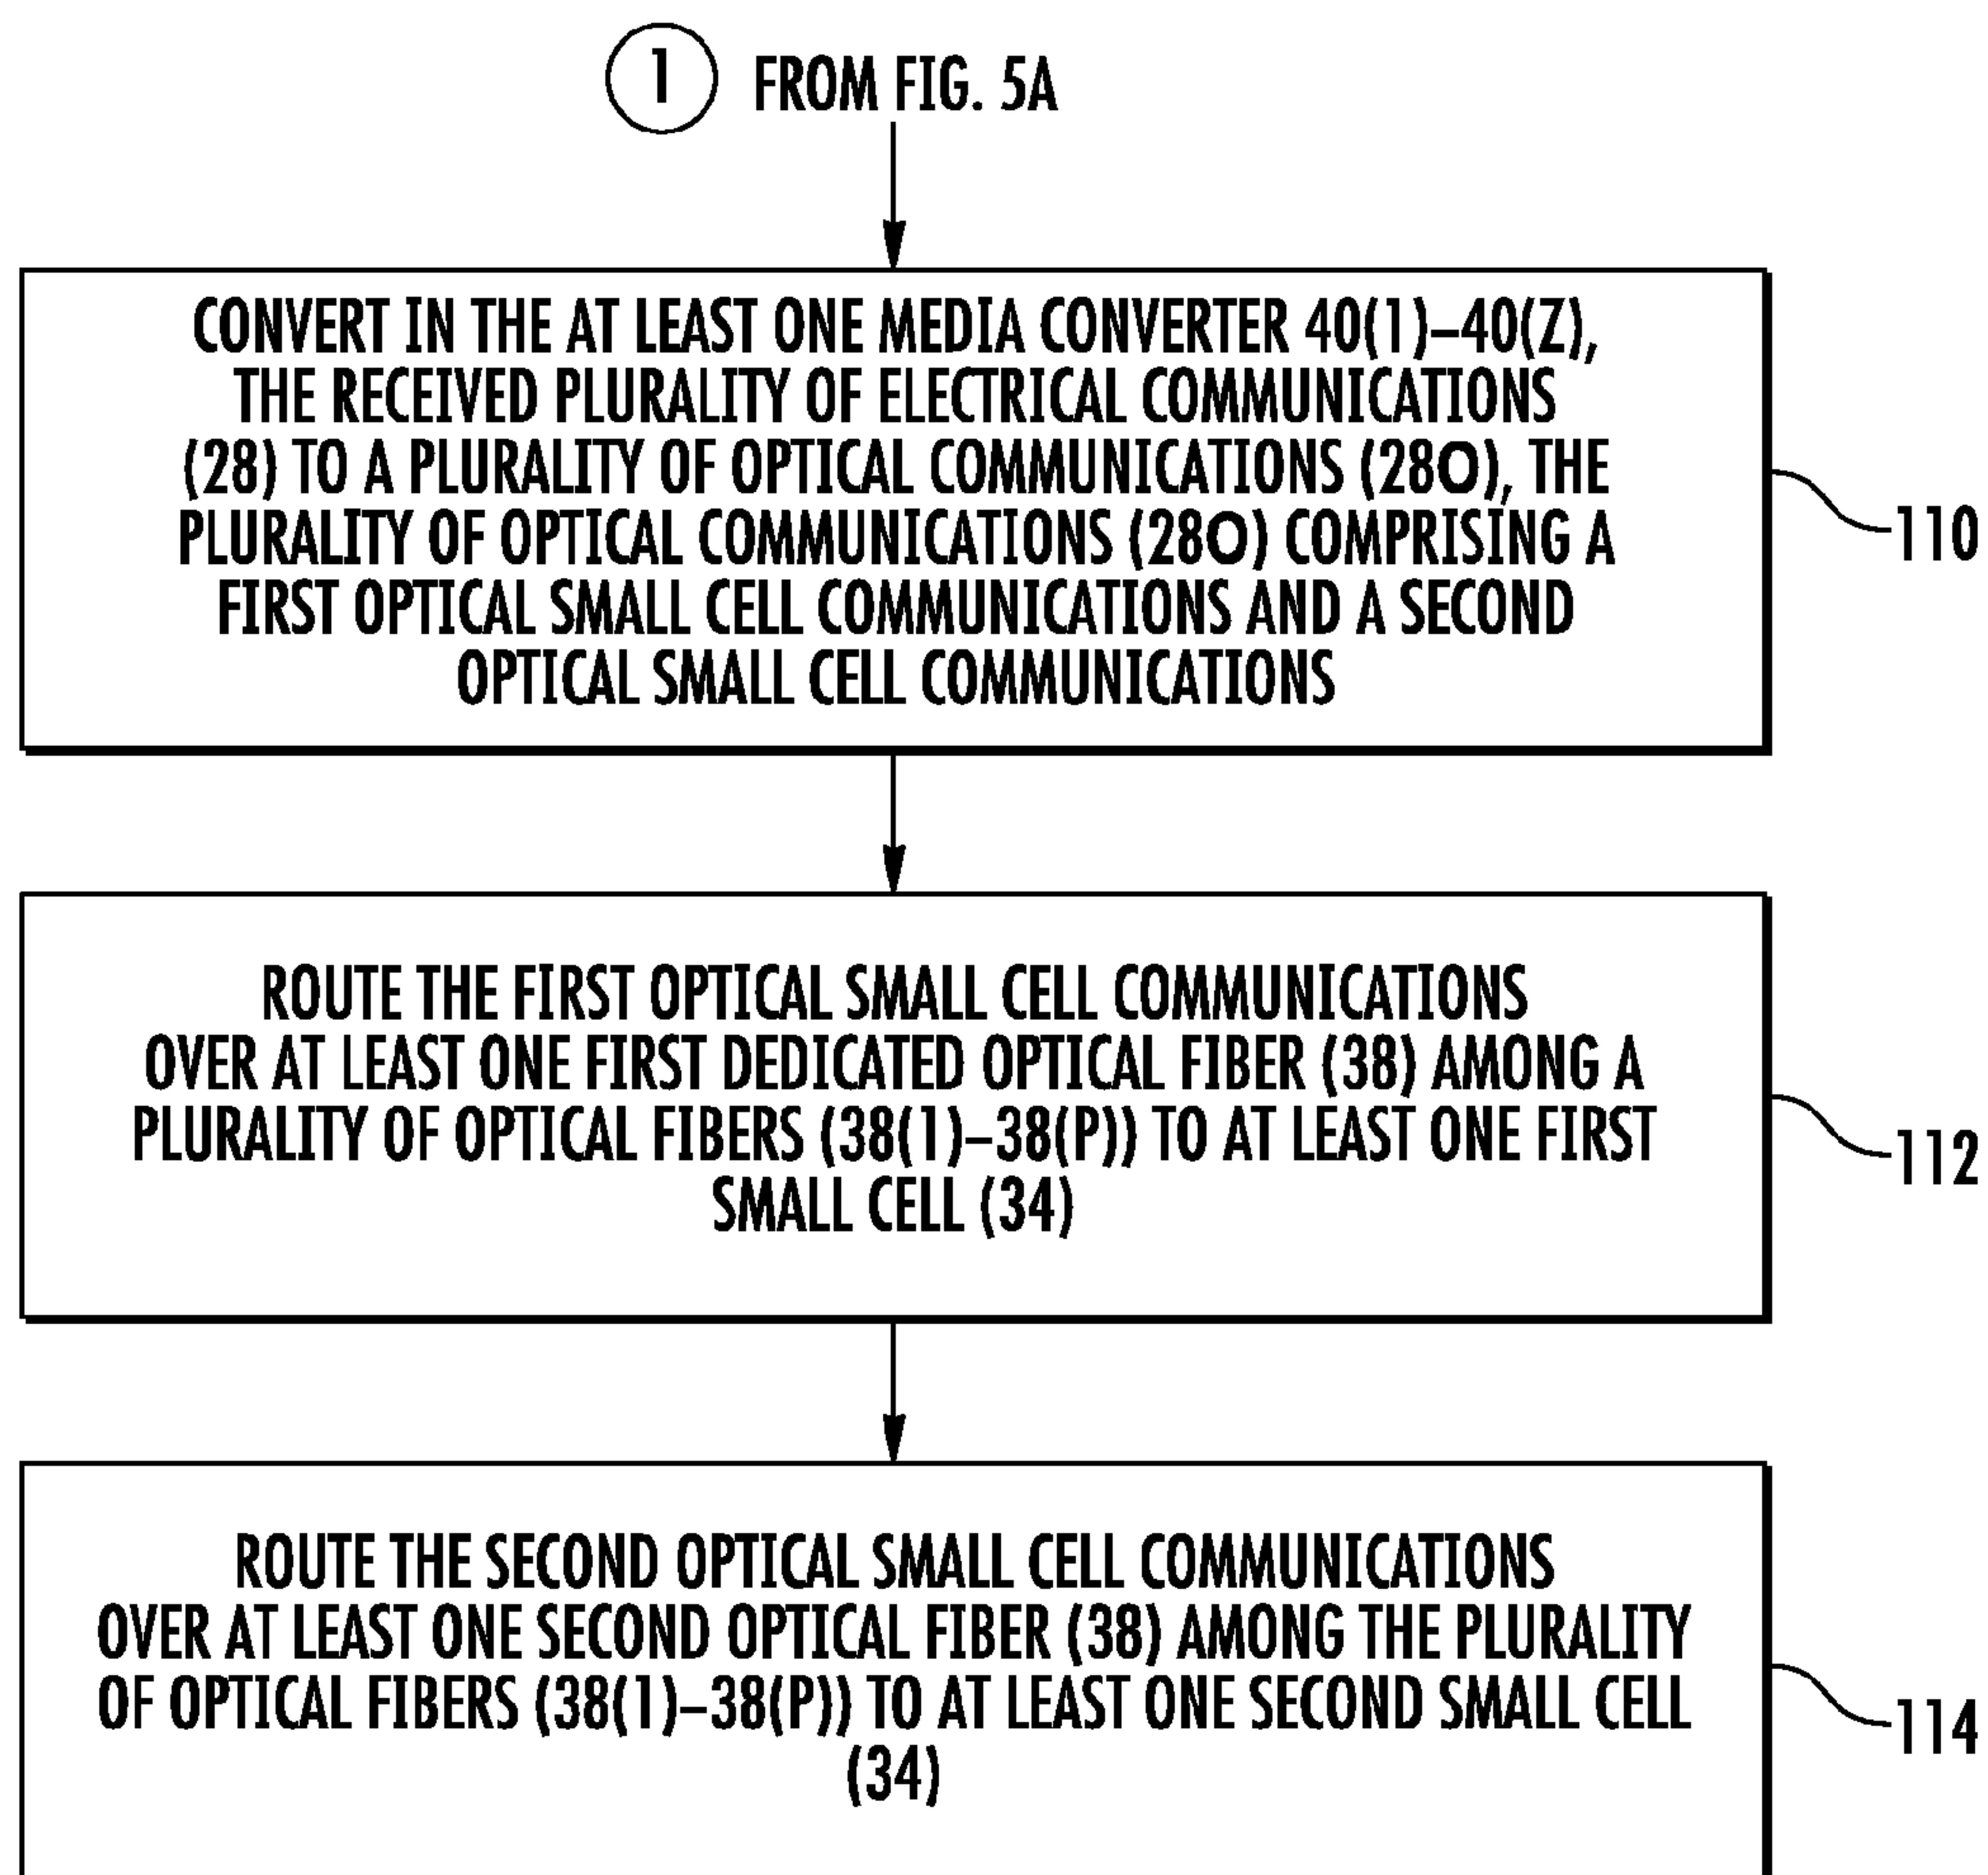 1 FROM FIG. 5A
CONVERT IN THE AT LEAST ONE MEDIA CONVERTER 40(1)–40(Z),
THE RECEIVED PLURALITY OF ELECTRICAL COMMUNICATIONS
(28) TO A PLURALITY OF OPTICAL COMMUNICATIONS (28O), THE
PLURALITY OF OPTICAL COMMUNICATIONS (28O) COMPRISING A
FIRST OPTICAL SMALL CELL COMMUNICATIONS AND A SECOND
OPTICAL SMALL CELL COMMUNICATIONS
110
ROUTE THE FIRST OPTICAL SMALL CELL COMMUNICATIONS
OVER AT LEAST ONE FIRST DEDICATED OPTICAL FIBER (38) AMONG A
PLURALITY OF OPTICAL FIBERS (38(1)–38(P)) TO AT LEAST ONE FIRST
SMALL CELL (34)
112
ROUTE THE SECOND OPTICAL SMALL CELL COMMUNICATIONS
OVER AT LEAST ONE SECOND OPTICAL FIBER (38) AMONG THE PLURALITY
OF OPTICAL FIBERS (38(1)–38(P)) TO AT LEAST ONE SECOND SMALL CELL
(34)
114